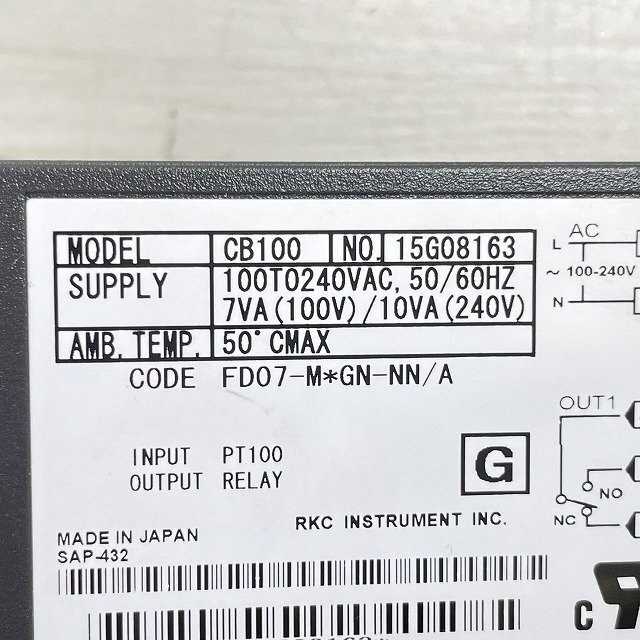 MODEL CB100 NO. 15G08163
SUPPLY 100TO240VAC, 50/60HZ
7VA(100V)/10VA(240V)
AMB. TEMP. 50°CMAX
CODE FD07-M*GN-NN/A
INPUT PT100
OUTPUT RELAY
G
RKC INSTRUMENT INC.
MADE IN JAPAN
SAP-432
AC
L
~ 100-240V
N
OUT1
NO
NC
C